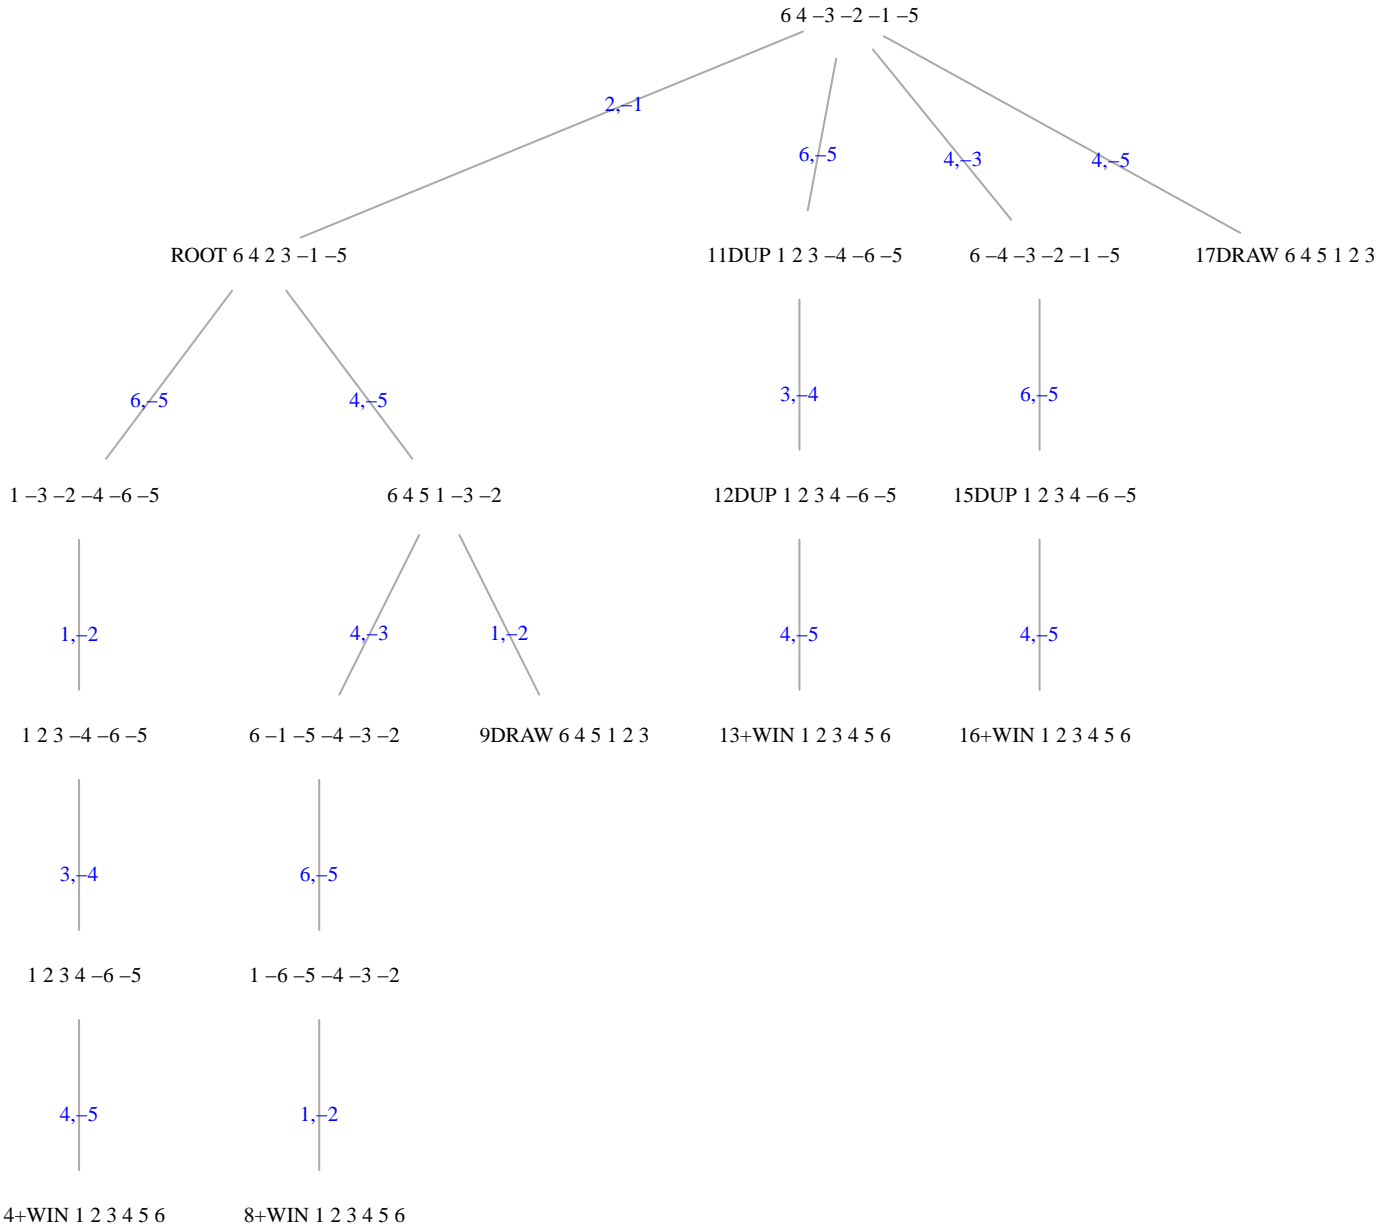 6 4 −3 −2 −1 −5
2,−1
6,−5
4,−3
4,−5
ROOT 6 4 2 3 −1 −5
11DUP 1 2 3 −4 −6 −5
6 −4 −3 −2 −1 −5
17DRAW 6 4 5 1 2 3
6,−5
4,−5
3,−4
6,−5
1 −3 −2 −4 −6 −5
6 4 5 1 −3 −2
12DUP 1 2 3 4 −6 −5
15DUP 1 2 3 4 −6 −5
1,−2
4,−3
1,−2
4,−5
4,−5
1 2 3 −4 −6 −5
6 −1 −5 −4 −3 −2
9DRAW 6 4 5 1 2 3
13+WIN 1 2 3 4 5 6
16+WIN 1 2 3 4 5 6
3,−4
6,−5
1 2 3 4 −6 −5
1 −6 −5 −4 −3 −2
4,−5
1,−2
4+WIN 1 2 3 4 5 6
8+WIN 1 2 3 4 5 6